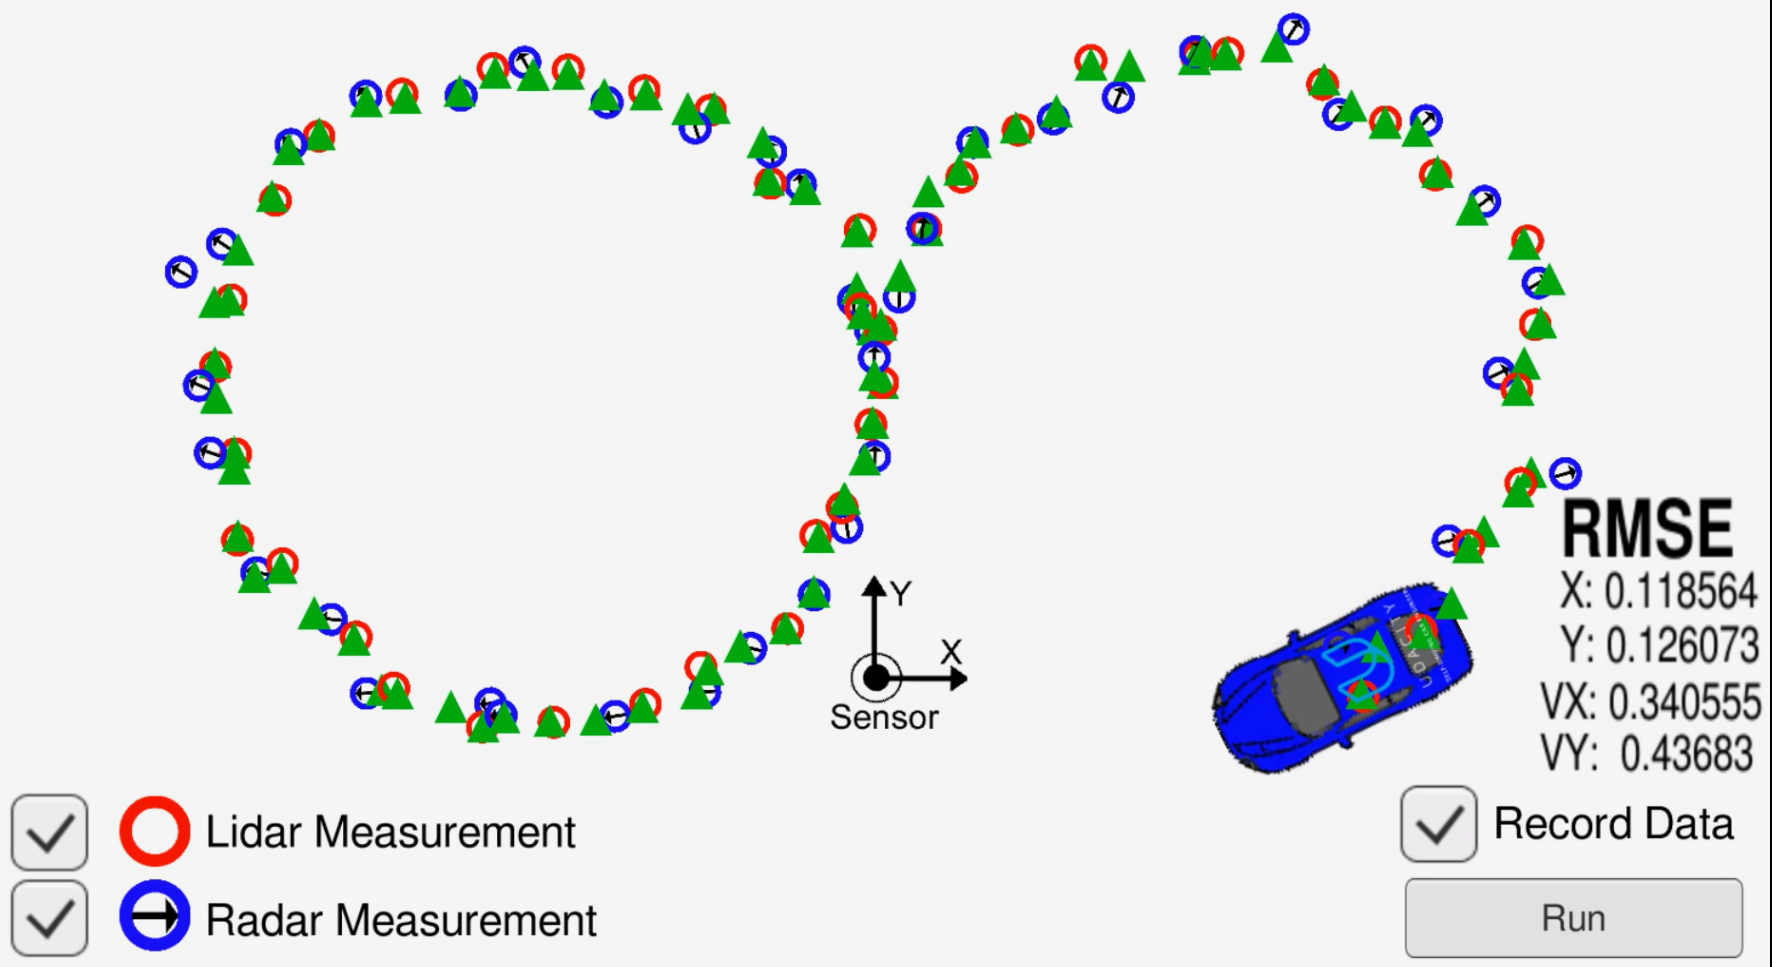 Y
X
Sensor
RMSE
X: 0.118564
Y: 0.126073
VX: 0.340555
VY: 0.43683
UDACITY
Lidar Measurement
Radar Measurement
Record Data
Run